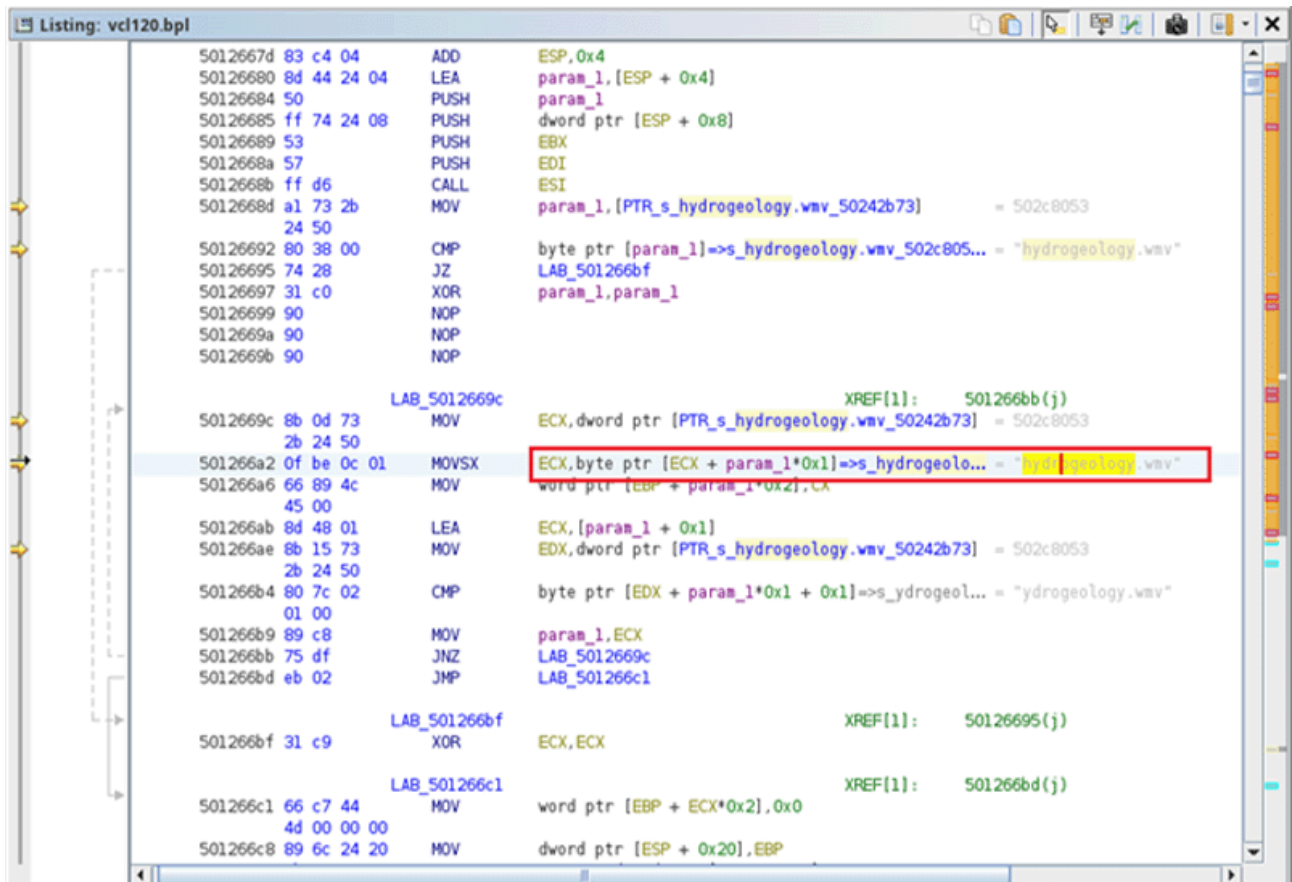 Listing: vcl120.bpl
5012667d 83 c4 04 ADD ESP,0x4
50126680 8d 44 24 04 LEA param_1,[ESP + 0x4]
50126684 50 PUSH param_1
50126685 ff 74 24 08 PUSH dword ptr [ESP + 0x8]
50126689 53 PUSH EBX
5012668a 57 PUSH EDI
5012668b ff d6 CALL ESI
5012668d a1 73 2b MOV param_1,[PTR_s_hydrogeology.wmv_50242b73] = 502c8053
24 50
50126692 80 38 00 CMP byte ptr [param_1]=>s_hydrogeology.wmv_502c805... = "hydrogeology.wmv"
50126695 74 28 JZ LAB_501266bf
50126697 31 c0 XOR param_1,param_1
50126699 90 NOP
5012669a 90 NOP
5012669b 90 NOP
LAB_5012669c XREF[1]: 501266bb(j)
5012669c 8b 0d 73 MOV ECX,dword ptr [PTR_s_hydrogeology.wmv_50242b73] = 502c8053
2b 24 50
501266a2 0f be 0c 01 MOVSX ECX,byte ptr [ECX + param_1*0x1]=>s_hydrogeolo... = "hydrogeology.wmv"
501266a6 66 89 4c MOV word ptr [EBP + param_1*0x2],CX
45 00
501266ab 8d 48 01 LEA ECX,[param_1 + 0x1]
501266ae 8b 15 73 MOV EDX,dword ptr [PTR_s_hydrogeology.wmv_50242b73] = 502c8053
2b 24 50
501266b4 80 7c 02 CMP byte ptr [EDX + param_1*0x1 + 0x1]=>s_ydrogeol... = "ydrogeology.wmv"
01 00
501266b9 89 c8 MOV param_1,ECX
501266bb 75 df JNZ LAB_5012669c
501266bd eb 02 JMP LAB_501266c1
LAB_501266bf XREF[1]: 50126695(j)
501266bf 31 c9 XOR ECX,ECX
LAB_501266c1 XREF[1]: 501266bd(j)
501266c1 66 c7 44 MOV word ptr [EBP + ECX*0x2],0x0
4d 00 00 00
501266c8 89 6c 24 20 MOV dword ptr [ESP + 0x20],EBP